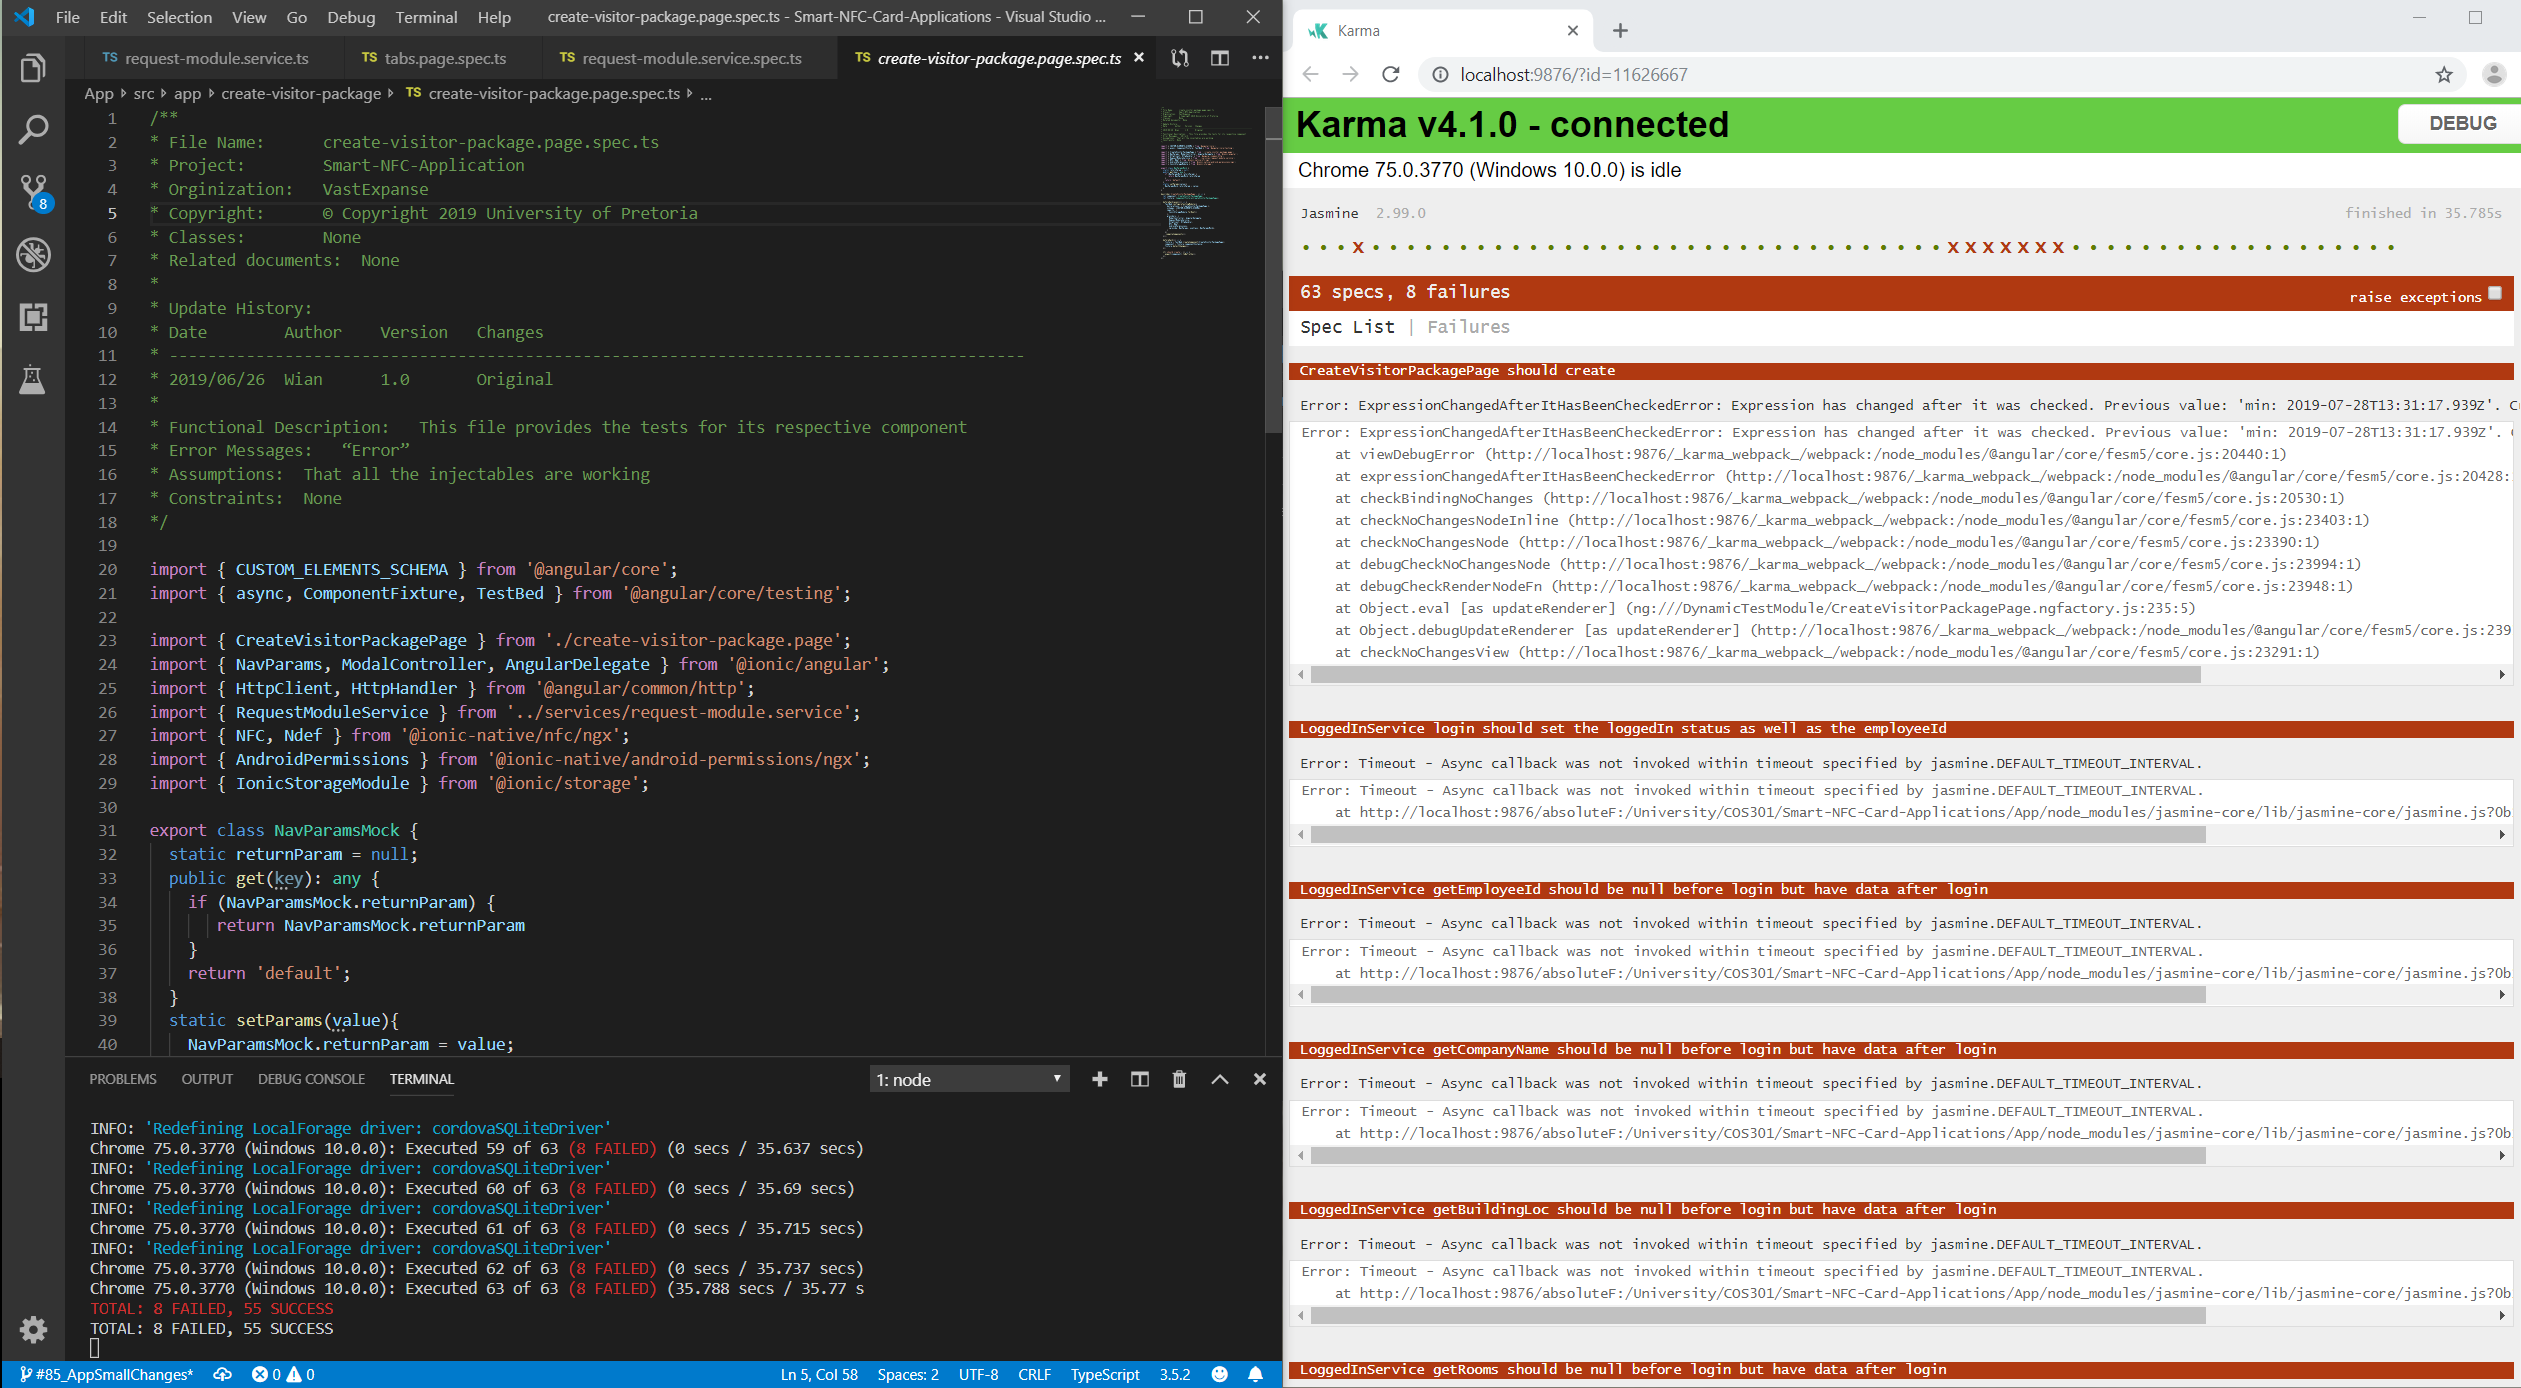 File Edit Selection View Go Debug Terminal Help create-visitor-package.page.spec.ts - Smart-NFC-Card-Applications - Visual Studio ...
TS request-module.service.ts TS tabs.page.spec.ts TS request-module.service.spec.ts TS create-visitor-package.page.spec.ts
App src app create-visitor-package TS create-visitor-package.page.spec.ts ...
8
1 /**
2 * File Name: create-visitor-package.page.spec.ts
3 * Project: Smart-NFC-Application
4 * Orginization: VastExpanse
5 * Copyright: © Copyright 2019 University of Pretoria
6 * Classes: None
7 * Related documents: None
8 *
9 * Update History:
10 * Date Author Version Changes
11 * -----------------------------------------------------------------------------------------
12 * 2019/06/26 Wian 1.0 Original
13 *
14 * Functional Description: This file provides the tests for its respective component
15 * Error Messages: “Error”
16 * Assumptions: That all the injectables are working
17 * Constraints: None
18 */
19
20 import { CUSTOM_ELEMENTS_SCHEMA } from '@angular/core';
21 import { async, ComponentFixture, TestBed } from '@angular/core/testing';
22
23 import { CreateVisitorPackagePage } from './create-visitor-package.page';
24 import { NavParams, ModalController, AngularDelegate } from '@ionic/angular';
25 import { HttpClient, HttpHandler } from '@angular/common/http';
26 import { RequestModuleService } from '../services/request-module.service';
27 import { NFC, Ndef } from '@ionic-native/nfc/ngx';
28 import { AndroidPermissions } from '@ionic-native/android-permissions/ngx';
29 import { IonicStorageModule } from '@ionic/storage';
30
31 export class NavParamsMock {
32 static returnParam = null;
33 public get(key): any {
34 if (NavParamsMock.returnParam) {
35 return NavParamsMock.returnParam
36 }
37 return 'default';
38 }
39 static setParams(value){
40 NavParamsMock.returnParam = value;
PROBLEMS OUTPUT DEBUG CONSOLE TERMINAL 1: node
INFO: 'Redefining LocalForage driver: cordovaSQLiteDriver'
Chrome 75.0.3770 (Windows 10.0.0): Executed 59 of 63 (8 FAILED) (0 secs / 35.637 secs)
INFO: 'Redefining LocalForage driver: cordovaSQLiteDriver'
Chrome 75.0.3770 (Windows 10.0.0): Executed 60 of 63 (8 FAILED) (0 secs / 35.69 secs)
INFO: 'Redefining LocalForage driver: cordovaSQLiteDriver'
Chrome 75.0.3770 (Windows 10.0.0): Executed 61 of 63 (8 FAILED) (0 secs / 35.715 secs)
INFO: 'Redefining LocalForage driver: cordovaSQLiteDriver'
Chrome 75.0.3770 (Windows 10.0.0): Executed 62 of 63 (8 FAILED) (0 secs / 35.737 secs)
Chrome 75.0.3770 (Windows 10.0.0): Executed 63 of 63 (8 FAILED) (35.788 secs / 35.77 s
TOTAL: 8 FAILED, 55 SUCCESS
TOTAL: 8 FAILED, 55 SUCCESS
#85_AppSmallChanges* 0 0 Ln 5, Col 58 Spaces: 2 UTF-8 CRLF TypeScript 3.5.2
Karma
localhost:9876/?id=11626667
Karma v4.1.0 - connected
DEBUG
Chrome 75.0.3770 (Windows 10.0.0) is idle
Jasmine 2.99.0 finished in 35.785s
• • • x • • • • • • • • • • • • • • • • • • • • • • • • • • • • • • • • • x x x x x x x • • • • • • • • • • • • • • • • • • •
63 specs, 8 failures raise exceptions
Spec List | Failures
CreateVisitorPackagePage should create
Error: ExpressionChangedAfterItHasBeenCheckedError: Expression has changed after it was checked. Previous value: 'min: 2019-07-28T13:31:17.939Z'. C
Error: ExpressionChangedAfterItHasBeenCheckedError: Expression has changed after it was checked. Previous value: 'min: 2019-07-28T13:31:17.939Z'.
at viewDebugError (http://localhost:9876/_karma_webpack_/webpack:/node_modules/@angular/core/fesm5/core.js:20440:1)
at expressionChangedAfterItHasBeenCheckedError (http://localhost:9876/_karma_webpack_/webpack:/node_modules/@angular/core/fesm5/core.js:20428:
at checkBindingNoChanges (http://localhost:9876/_karma_webpack_/webpack:/node_modules/@angular/core/fesm5/core.js:20530:1)
at checkNoChangesNodeInline (http://localhost:9876/_karma_webpack_/webpack:/node_modules/@angular/core/fesm5/core.js:23403:1)
at checkNoChangesNode (http://localhost:9876/_karma_webpack_/webpack:/node_modules/@angular/core/fesm5/core.js:23390:1)
at debugCheckNoChangesNode (http://localhost:9876/_karma_webpack_/webpack:/node_modules/@angular/core/fesm5/core.js:23994:1)
at debugCheckRenderNodeFn (http://localhost:9876/_karma_webpack_/webpack:/node_modules/@angular/core/fesm5/core.js:23948:1)
at Object.eval [as updateRenderer] (ng:///DynamicTestModule/CreateVisitorPackagePage.ngfactory.js:235:5)
at Object.debugUpdateRenderer [as updateRenderer] (http://localhost:9876/_karma_webpack_/webpack:/node_modules/@angular/core/fesm5/core.js:239
at checkNoChangesView (http://localhost:9876/_karma_webpack_/webpack:/node_modules/@angular/core/fesm5/core.js:23291:1)
LoggedInService login should set the loggedIn status as well as the employeeId
Error: Timeout - Async callback was not invoked within timeout specified by jasmine.DEFAULT_TIMEOUT_INTERVAL.
Error: Timeout - Async callback was not invoked within timeout specified by jasmine.DEFAULT_TIMEOUT_INTERVAL.
at http://localhost:9876/absoluteF:/University/COS301/Smart-NFC-Card-Applications/App/node_modules/jasmine-core/lib/jasmine-core/jasmine.js?0b
LoggedInService getEmployeeId should be null before login but have data after login
Error: Timeout - Async callback was not invoked within timeout specified by jasmine.DEFAULT_TIMEOUT_INTERVAL.
Error: Timeout - Async callback was not invoked within timeout specified by jasmine.DEFAULT_TIMEOUT_INTERVAL.
at http://localhost:9876/absoluteF:/University/COS301/Smart-NFC-Card-Applications/App/node_modules/jasmine-core/lib/jasmine-core/jasmine.js?0b
LoggedInService getCompanyName should be null before login but have data after login
Error: Timeout - Async callback was not invoked within timeout specified by jasmine.DEFAULT_TIMEOUT_INTERVAL.
Error: Timeout - Async callback was not invoked within timeout specified by jasmine.DEFAULT_TIMEOUT_INTERVAL.
at http://localhost:9876/absoluteF:/University/COS301/Smart-NFC-Card-Applications/App/node_modules/jasmine-core/lib/jasmine-core/jasmine.js?0b
LoggedInService getBuildingLoc should be null before login but have data after login
Error: Timeout - Async callback was not invoked within timeout specified by jasmine.DEFAULT_TIMEOUT_INTERVAL.
Error: Timeout - Async callback was not invoked within timeout specified by jasmine.DEFAULT_TIMEOUT_INTERVAL.
at http://localhost:9876/absoluteF:/University/COS301/Smart-NFC-Card-Applications/App/node_modules/jasmine-core/lib/jasmine-core/jasmine.js?0b
LoggedInService getRooms should be null before login but have data after login